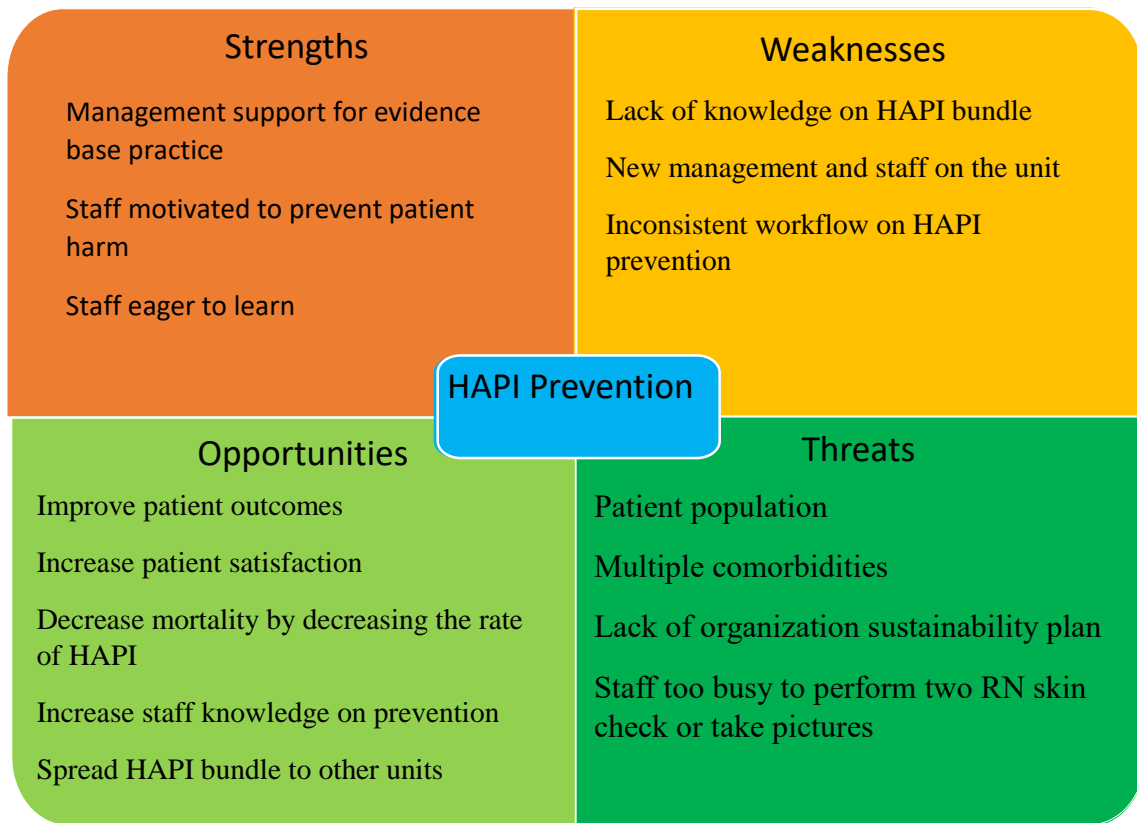 Strengths
Management support for evidence
base practice
Staff motivated to prevent patient
harm
Staff eager to learn
Weaknesses
Lack of knowledge on HAPI bundle
New management and staff on the unit
Inconsistent workflow on HAPI
prevention
HAPI Prevention
Opportunities
Improve patient outcomes
Increase patient satisfaction
Decrease mortality by decreasing the rate
of HAPI
Increase staff knowledge on prevention
Spread HAPI bundle to other units
Threats
Patient population
Multiple comorbidities
Lack of organization sustainability plan
Staff too busy to perform two RN skin
check or take pictures